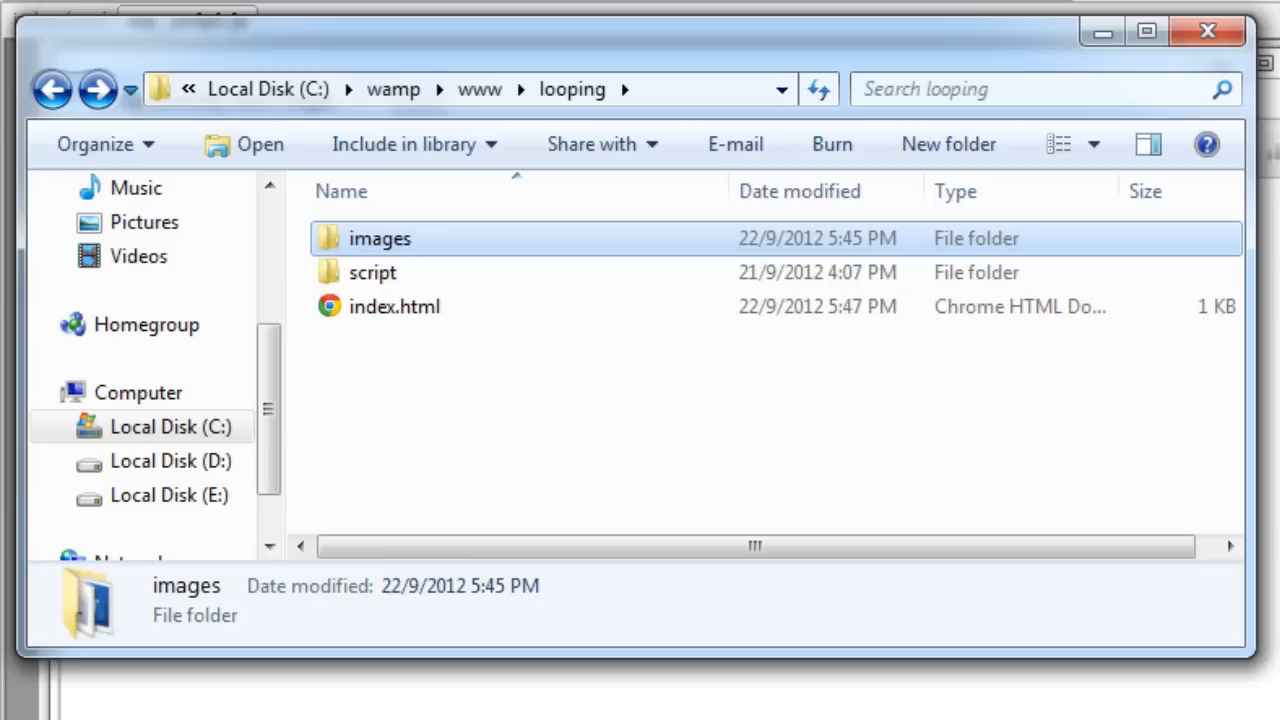 « Local Disk (C:) wamp www looping Search looping
Organize Open Include in library Share with E-mail Burn New folder
Name Date modified Type Size
Music
Pictures
Videos
Homegroup
Computer
Local Disk (C:)
Local Disk (D:)
Local Disk (E:)
images 22/9/2012 5:45 PM File folder
script 21/9/2012 4:07 PM File folder
index.html 22/9/2012 5:47 PM Chrome HTML Do... 1 KB
images Date modified: 22/9/2012 5:45 PM
File folder